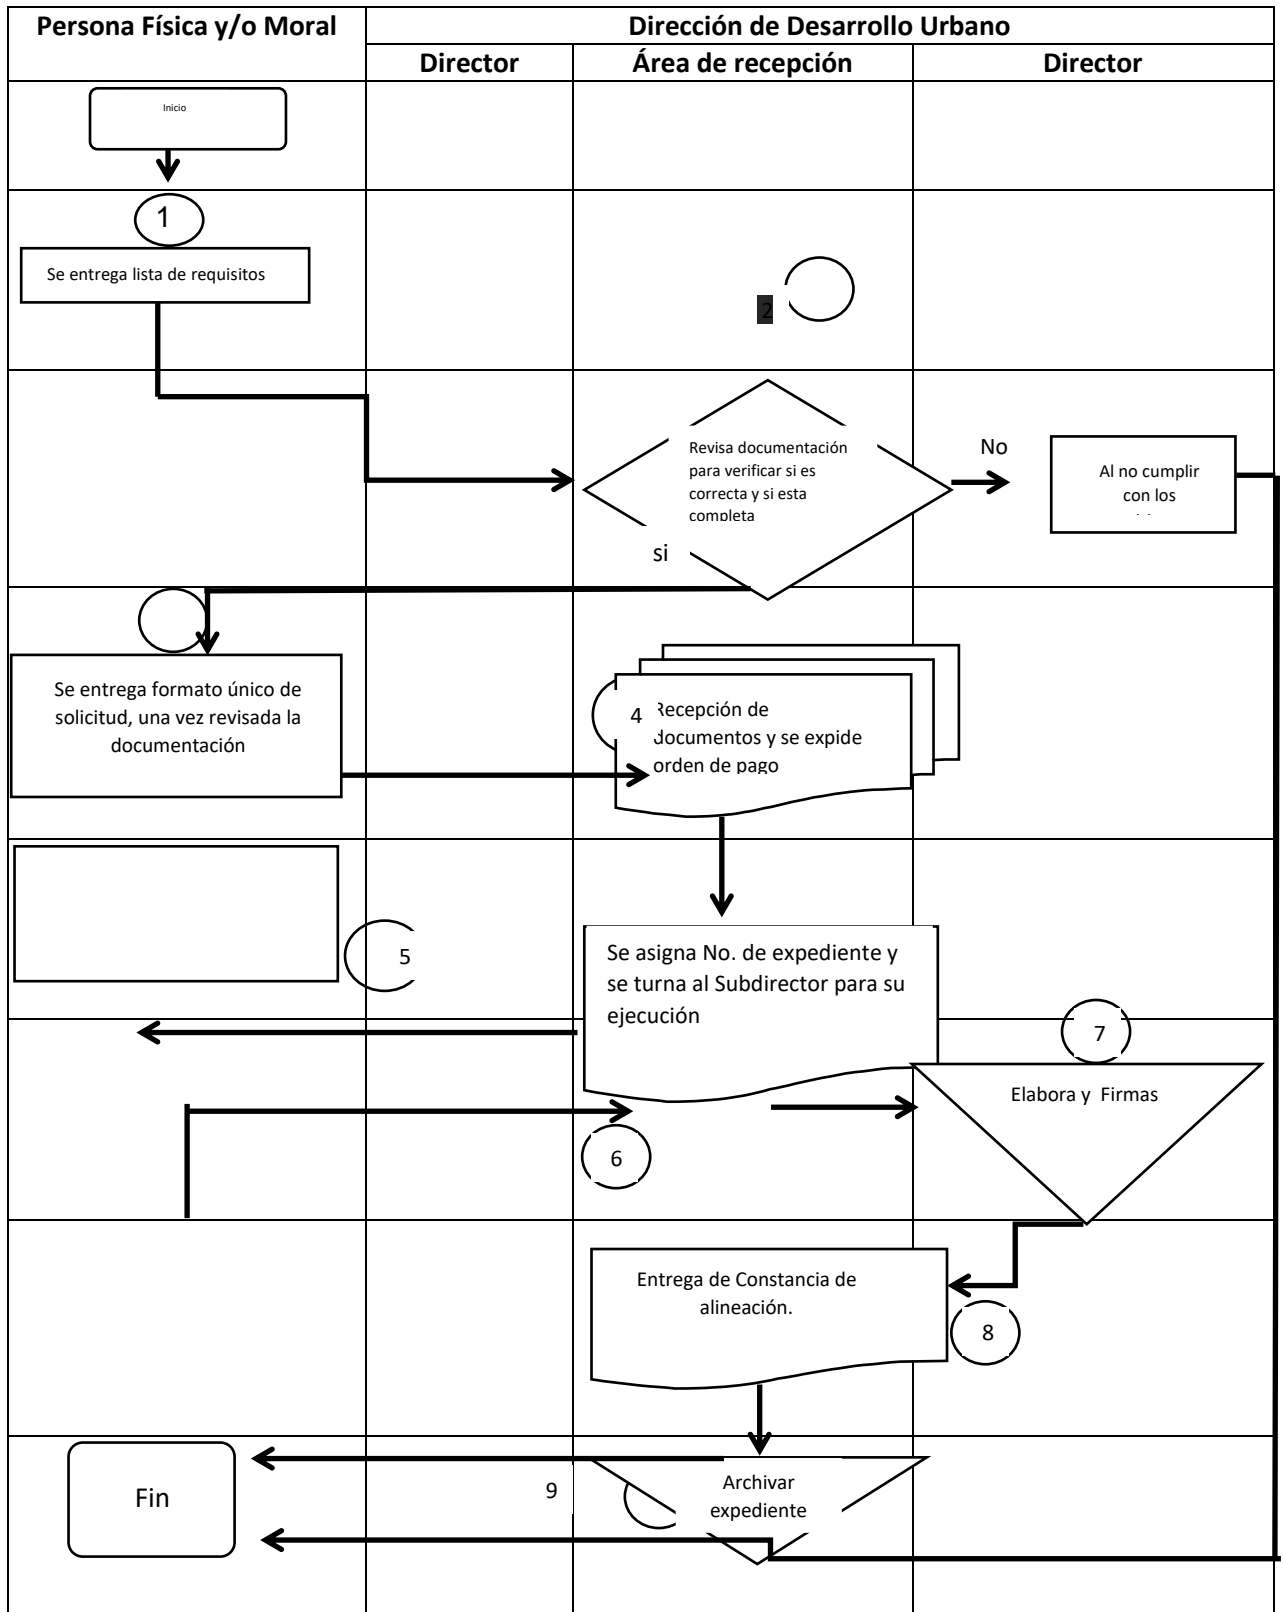 Persona Física y/o Moral
Dirección de Desarrollo Urbano
Director
Área de recepción
Director
Inicio
1
Se entrega lista de requisitos
2
Revisa documentación
para verificar si es
correcta y si esta
completa
No
Al no cumplir
con los
si
Se entrega formato único de
solicitud, una vez revisada la
documentación
4
Recepción de
documentos y se expide
orden de pago
5
Se asigna No. de expediente y
se turna al Subdirector para su
ejecución
7
Elabora y Firmas
6
Entrega de Constancia de
alineación.
8
Fin
9
Archivar
expediente